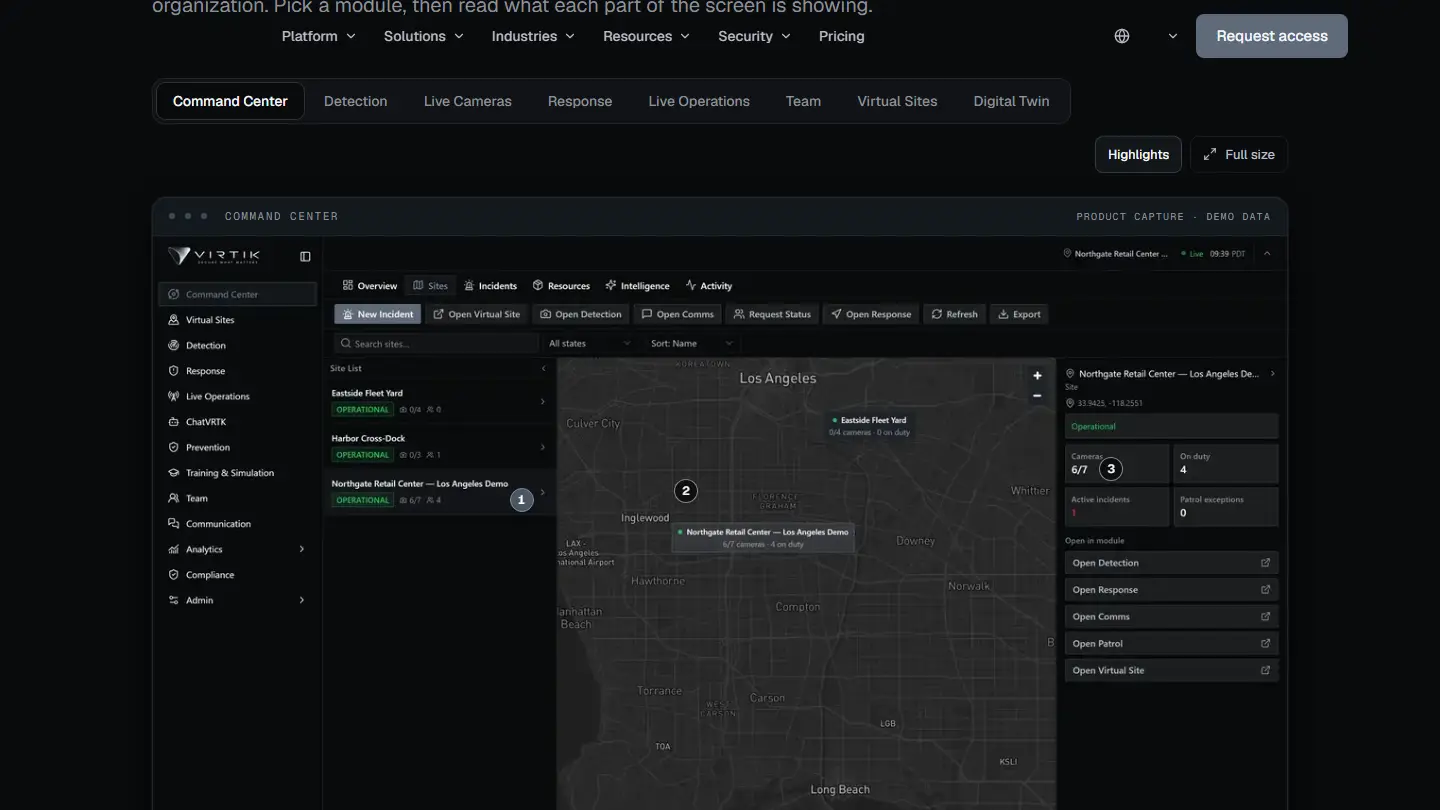 organization. Pick a module, then read what each part of the screen is showing.
Platform Solutions Industries Resources Security Pricing Request access
Command Center Detection Live Cameras Response Live Operations Team Virtual Sites Digital Twin
Highlights Full size
COMMAND CENTER PRODUCT CAPTURE · DEMO DATA
VIRTIK
Northgate Retail Center ... Live 09:39 PDT
Command Center
Virtual Sites
Detection
Response
Live Operations
ChatVRTK
Prevention
Training & Simulation
Team
Communication
Analytics
Compliance
Admin
Overview Sites Incidents Resources Intelligence Activity
New Incident Open Virtual Site Open Detection Open Comms Request Status Open Response Refresh Export
Search sites... All states Sort: Name
Site List
Eastside Fleet Yard
OPERATIONAL 0/4 0
Harbor Cross-Dock
OPERATIONAL 0/3 1
Northgate Retail Center — Los Angeles Demo
OPERATIONAL 6/7 4
1
KOREATOWN
Los Angeles
Culver City
Eastside Fleet Yard
0/4 cameras · 0 on duty
2
FLORENCE
GRAHAM
Whittier
Inglewood
Northgate Retail Center — Los Angeles Demo
6/7 cameras · 4 on duty
LAX -
os Angeles
national Airport
Downey
Hawthorne
Norwalk
Compton
anhattan
Beach
B
Torrance
Carson
WEST
CARSON
LGB
TOA
KSLI
Long Beach
Northgate Retail Center — Los Angeles De...
Site
33.9425, -118.2551
Operational
Cameras
6/7
3
On duty
4
Active incidents
1
Patrol exceptions
0
Open in module
Open Detection
Open Response
Open Comms
Open Patrol
Open Virtual Site